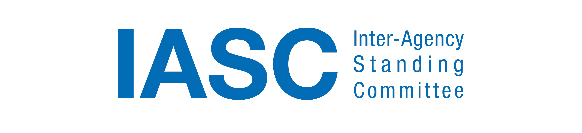 IASC
Inter-Agency
Standing
Committee